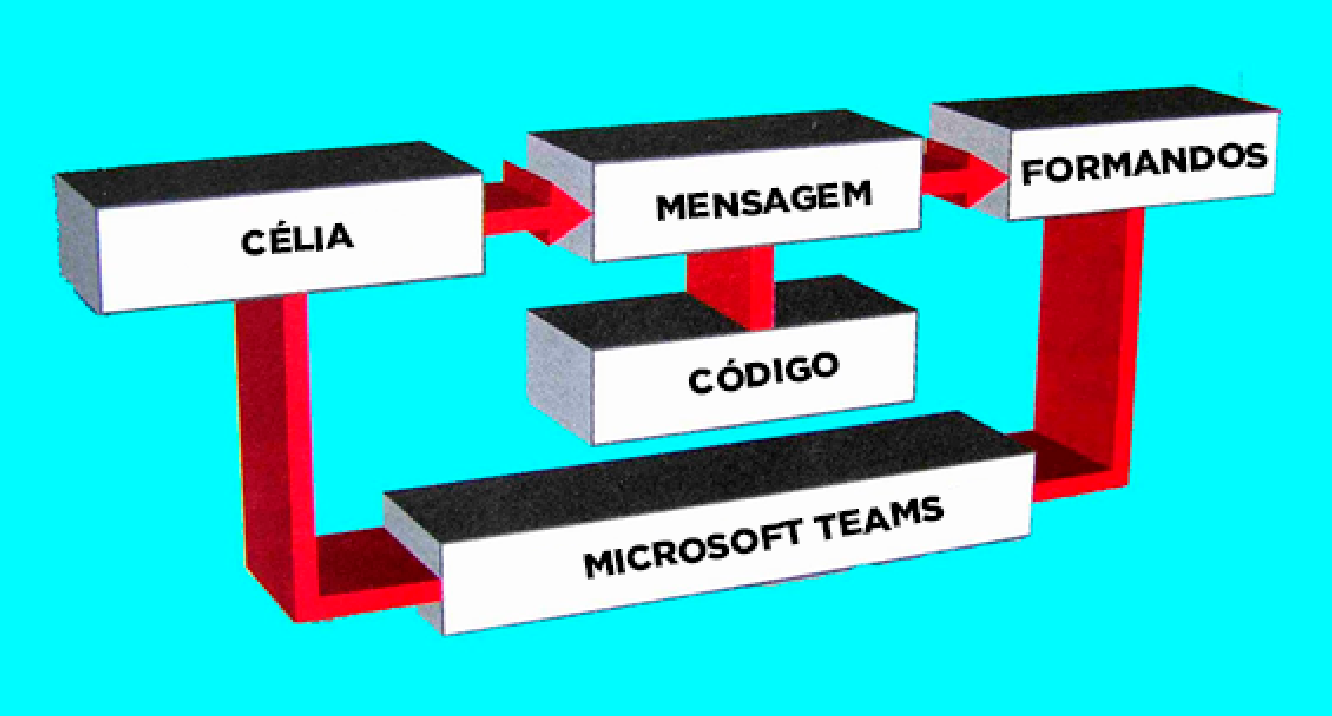 CÉLIA
MENSAGEM
FORMANDOS
CÓDIGO
MICROSOFT TEAMS